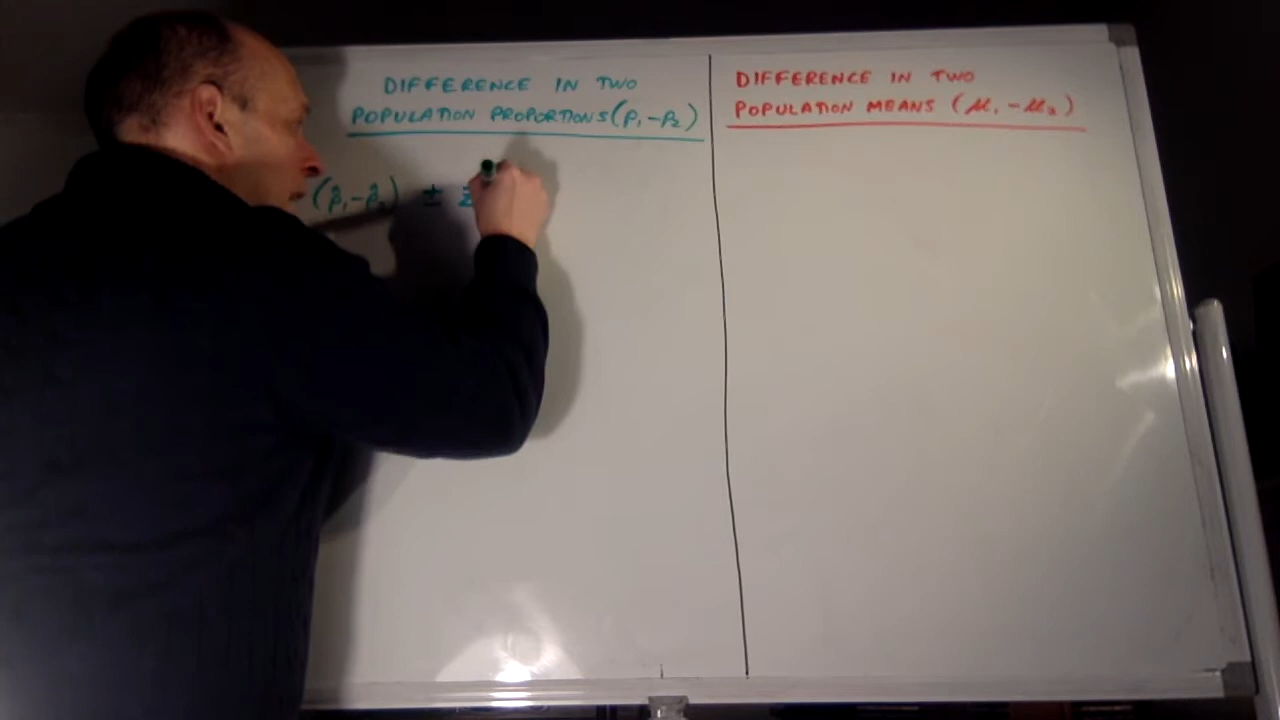 DIFFERENCE IN TWO
POPULATION PROPORTIONS (p₁-p₂)
(p̂₁-p̂₂) ± z
DIFFERENCE IN TWO
POPULATION MEANS (μ₁-μ₂)